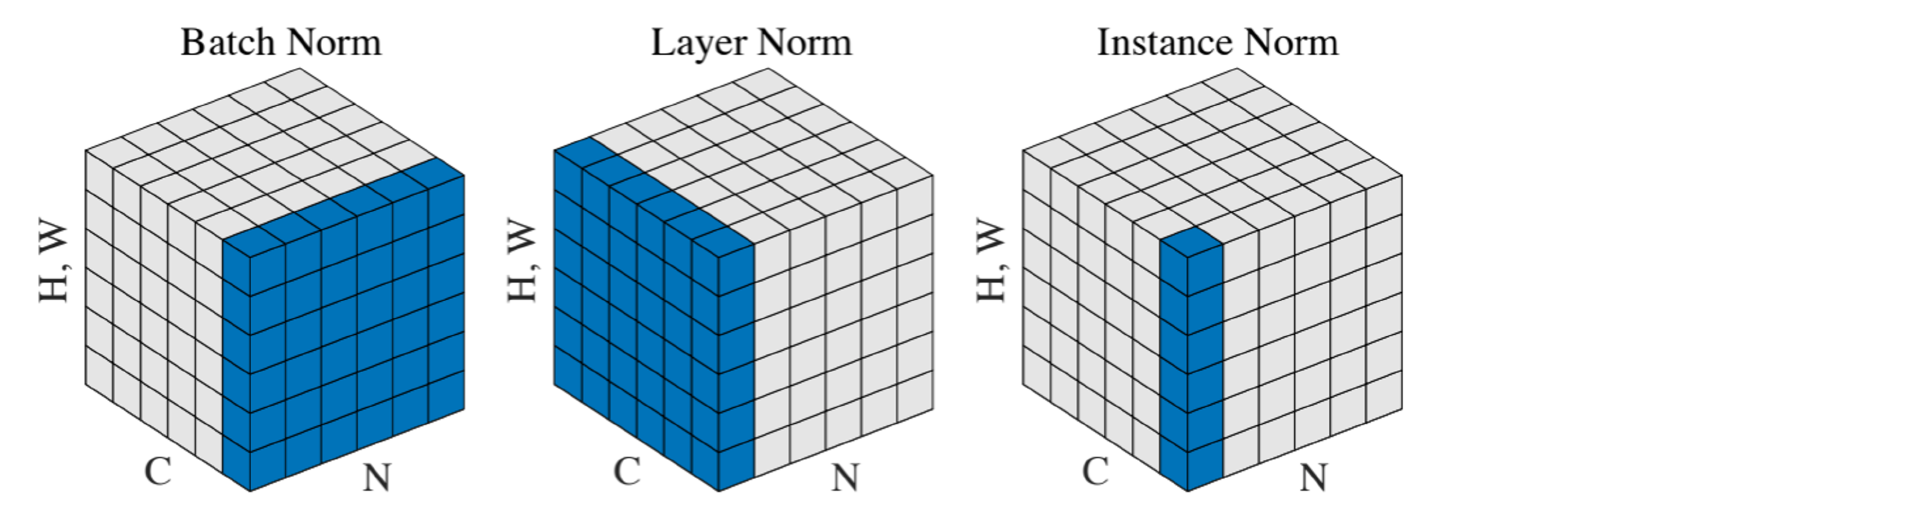 Batch Norm
Layer Norm
Instance Norm
H, W
C
N
H, W
C
N
H, W
C
N